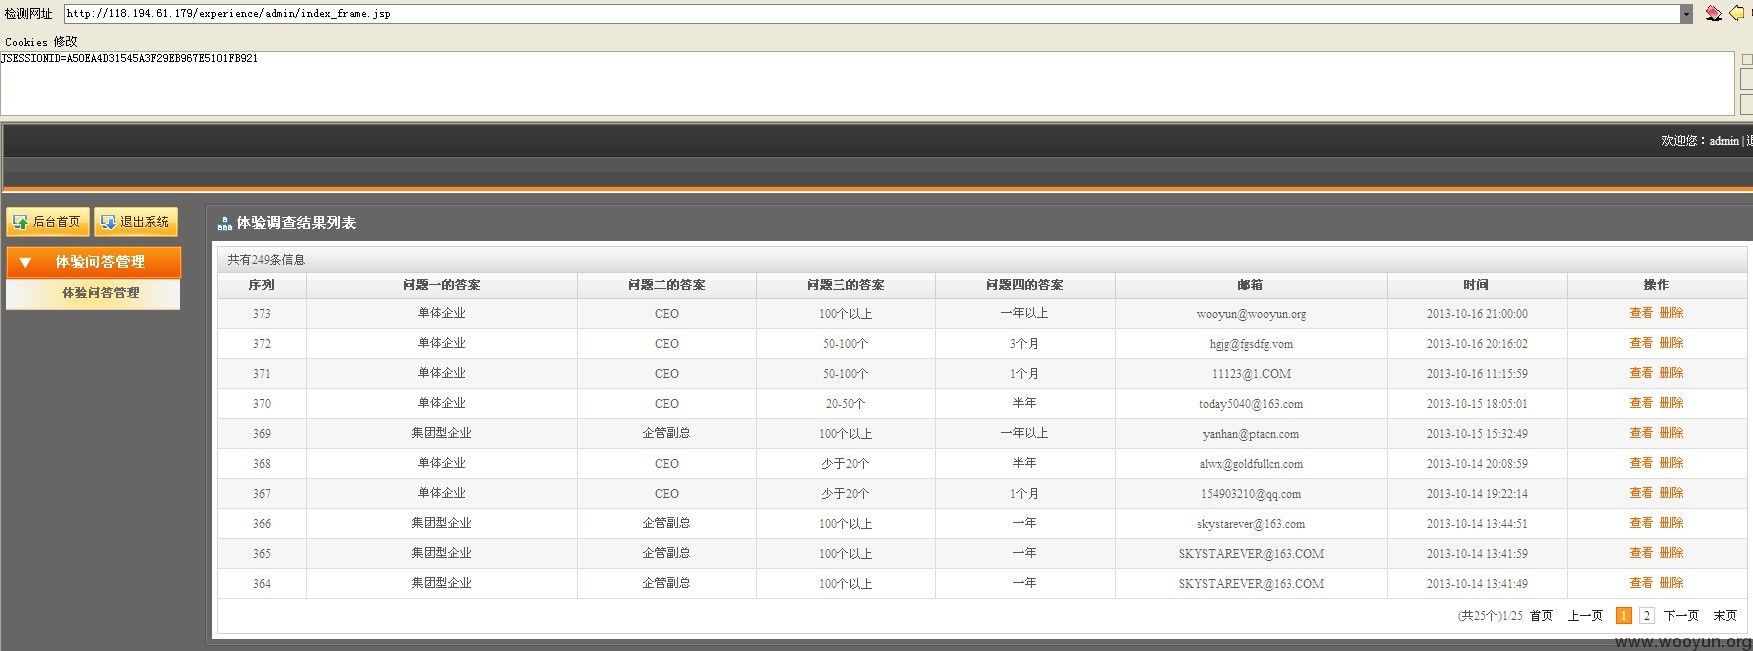 检测网址 http://118.194.61.179/experience/admin/index_frame.jsp
Cookies 修改
JSESSIONID=A50EA4D31545A3F29EB967E5101FB921
欢迎您：admin |
后台首页 退出系统
体验问答管理
体验问答管理
体验调查结果列表
共有249条信息
序列 问题一的答案 问题二的答案 问题三的答案 问题四的答案 邮箱 时间 操作
373 单体企业 CEO 100个以上 一年以上 wooyun@wooyun.org 2013-10-16 21:00:00 查看 删除
372 单体企业 CEO 50-100个 3个月 hgjg@fgsdfg.vom 2013-10-16 20:16:02 查看 删除
371 单体企业 CEO 50-100个 1个月 11123@1.COM 2013-10-16 11:15:59 查看 删除
370 单体企业 CEO 20-50个 半年 today5040@163.com 2013-10-15 18:05:01 查看 删除
369 集团型企业 企管副总 100个以上 一年以上 yanhan@ptacn.com 2013-10-15 15:32:49 查看 删除
368 单体企业 CEO 少于20个 半年 alwx@goldfullcn.com 2013-10-14 20:08:59 查看 删除
367 单体企业 CEO 少于20个 1个月 154903210@qq.com 2013-10-14 19:22:14 查看 删除
366 集团型企业 企管副总 100个以上 一年 skystarever@163.com 2013-10-14 13:44:51 查看 删除
365 集团型企业 企管副总 100个以上 一年 SKYSTAREVER@163.COM 2013-10-14 13:41:59 查看 删除
364 集团型企业 企管副总 100个以上 一年 SKYSTAREVER@163.COM 2013-10-14 13:41:49 查看 删除
(共25个)1/25 首页 上一页 1 2 下一页 末页
www.wooyun.org